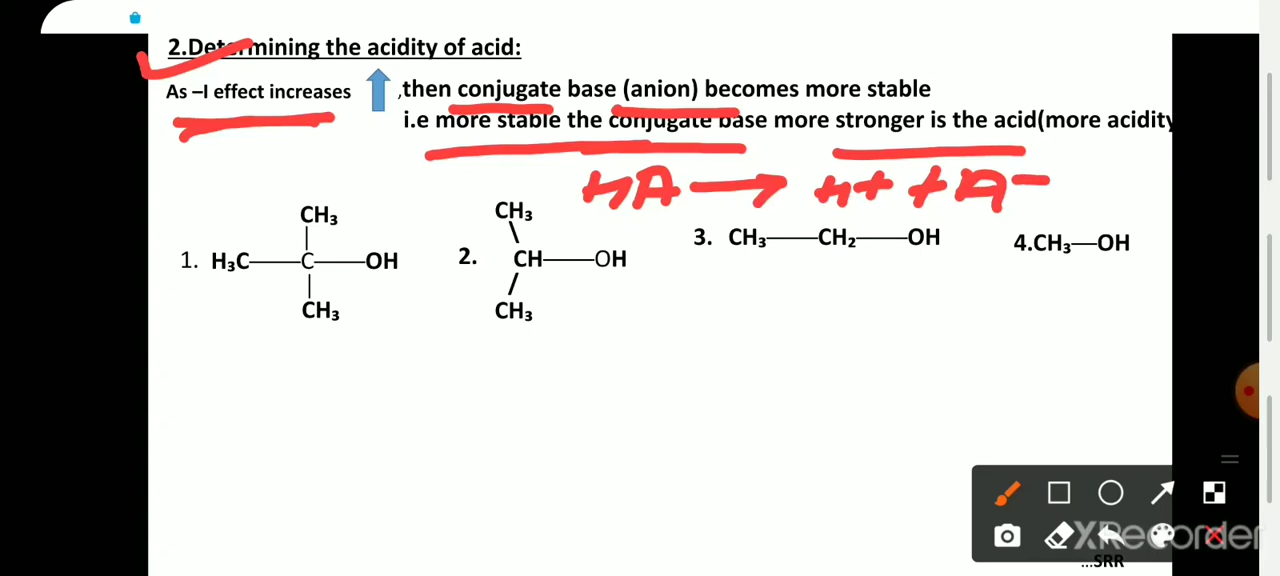 2.Determining the acidity of acid:
As –I effect increases ,then conjugate base (anion) becomes more stable
i.e more stable the conjugate base more stronger is the acid(more acidity
HA → H+ + A-
CH₃
1. H₃C——C——OH
CH₃
CH₃
2. CH——OH
CH₃
3. CH₃——CH₂——OH
4.CH₃—OH
XRecorder
...SRR